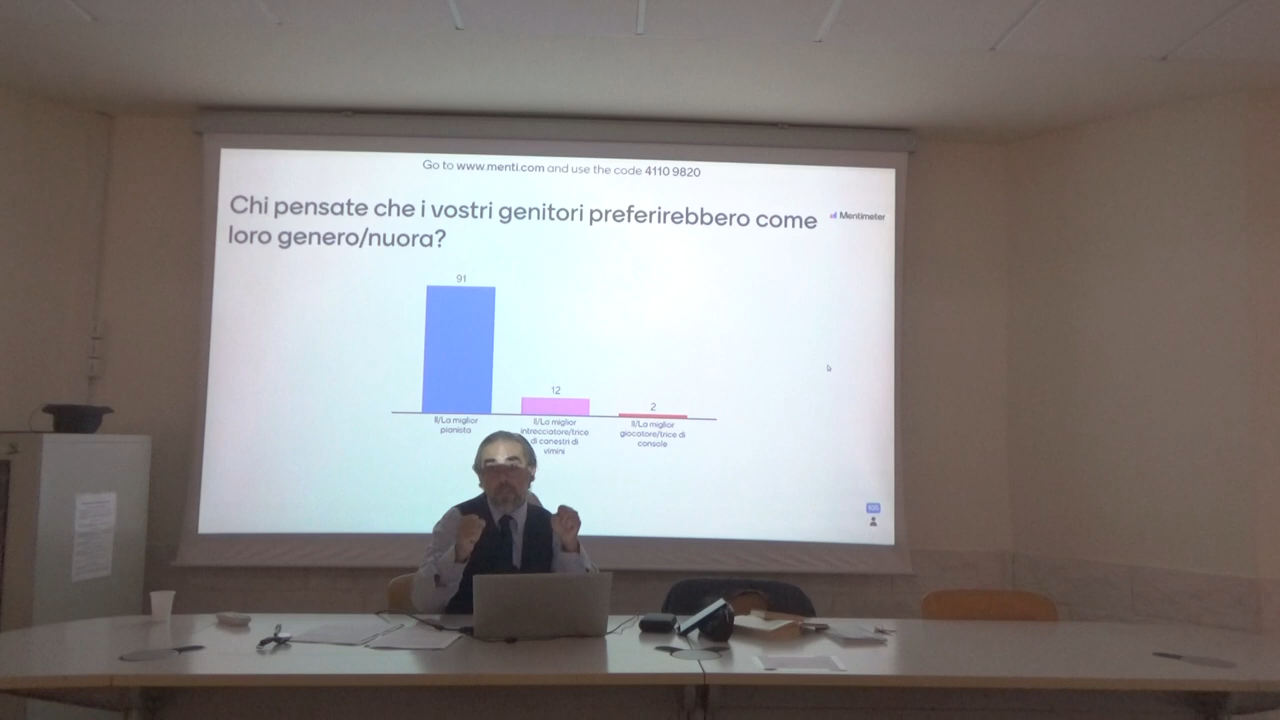 Go to www.menti.com and use the code 4110 9820
Chi pensate che i vostri genitori preferirebbero come
loro genero/nuora?
Mentimeter
91
12
2
Il/La miglior
pianista
Il/La miglior
intrecciatore/trice
di canestri di
vimini
Il/La miglior
giocatore/trice di
console
105